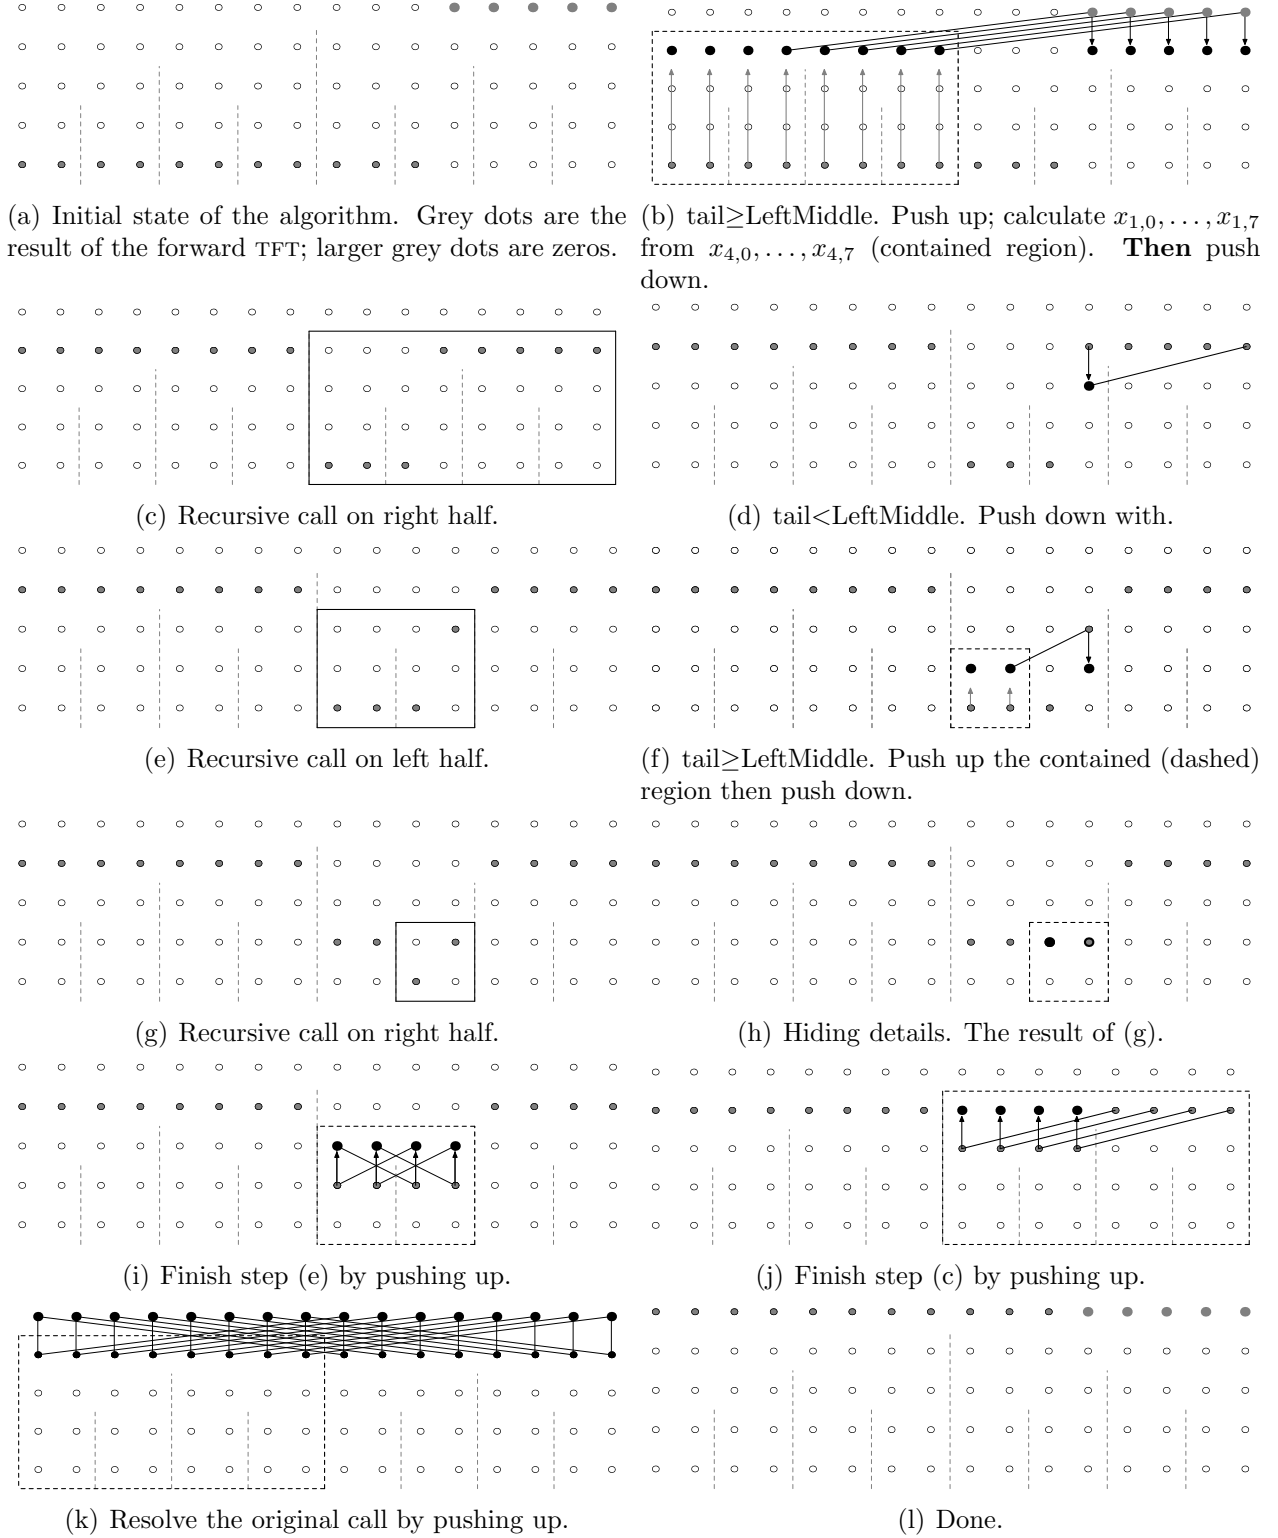 (a) Initial state of the algorithm. Grey dots are the
result of the forward TFT; larger grey dots are zeros.
(b) tail≥LeftMiddle. Push up; calculate x₁,₀, . . . , x₁,₇
from x₄,₀, . . . , x₄,₇ (contained region). Then push
down.
(c) Recursive call on right half.
(d) tail<LeftMiddle. Push down with.
(e) Recursive call on left half.
(f) tail≥LeftMiddle. Push up the contained (dashed)
region then push down.
(g) Recursive call on right half.
(h) Hiding details. The result of (g).
(i) Finish step (e) by pushing up.
(j) Finish step (c) by pushing up.
(k) Resolve the original call by pushing up.
(l) Done.